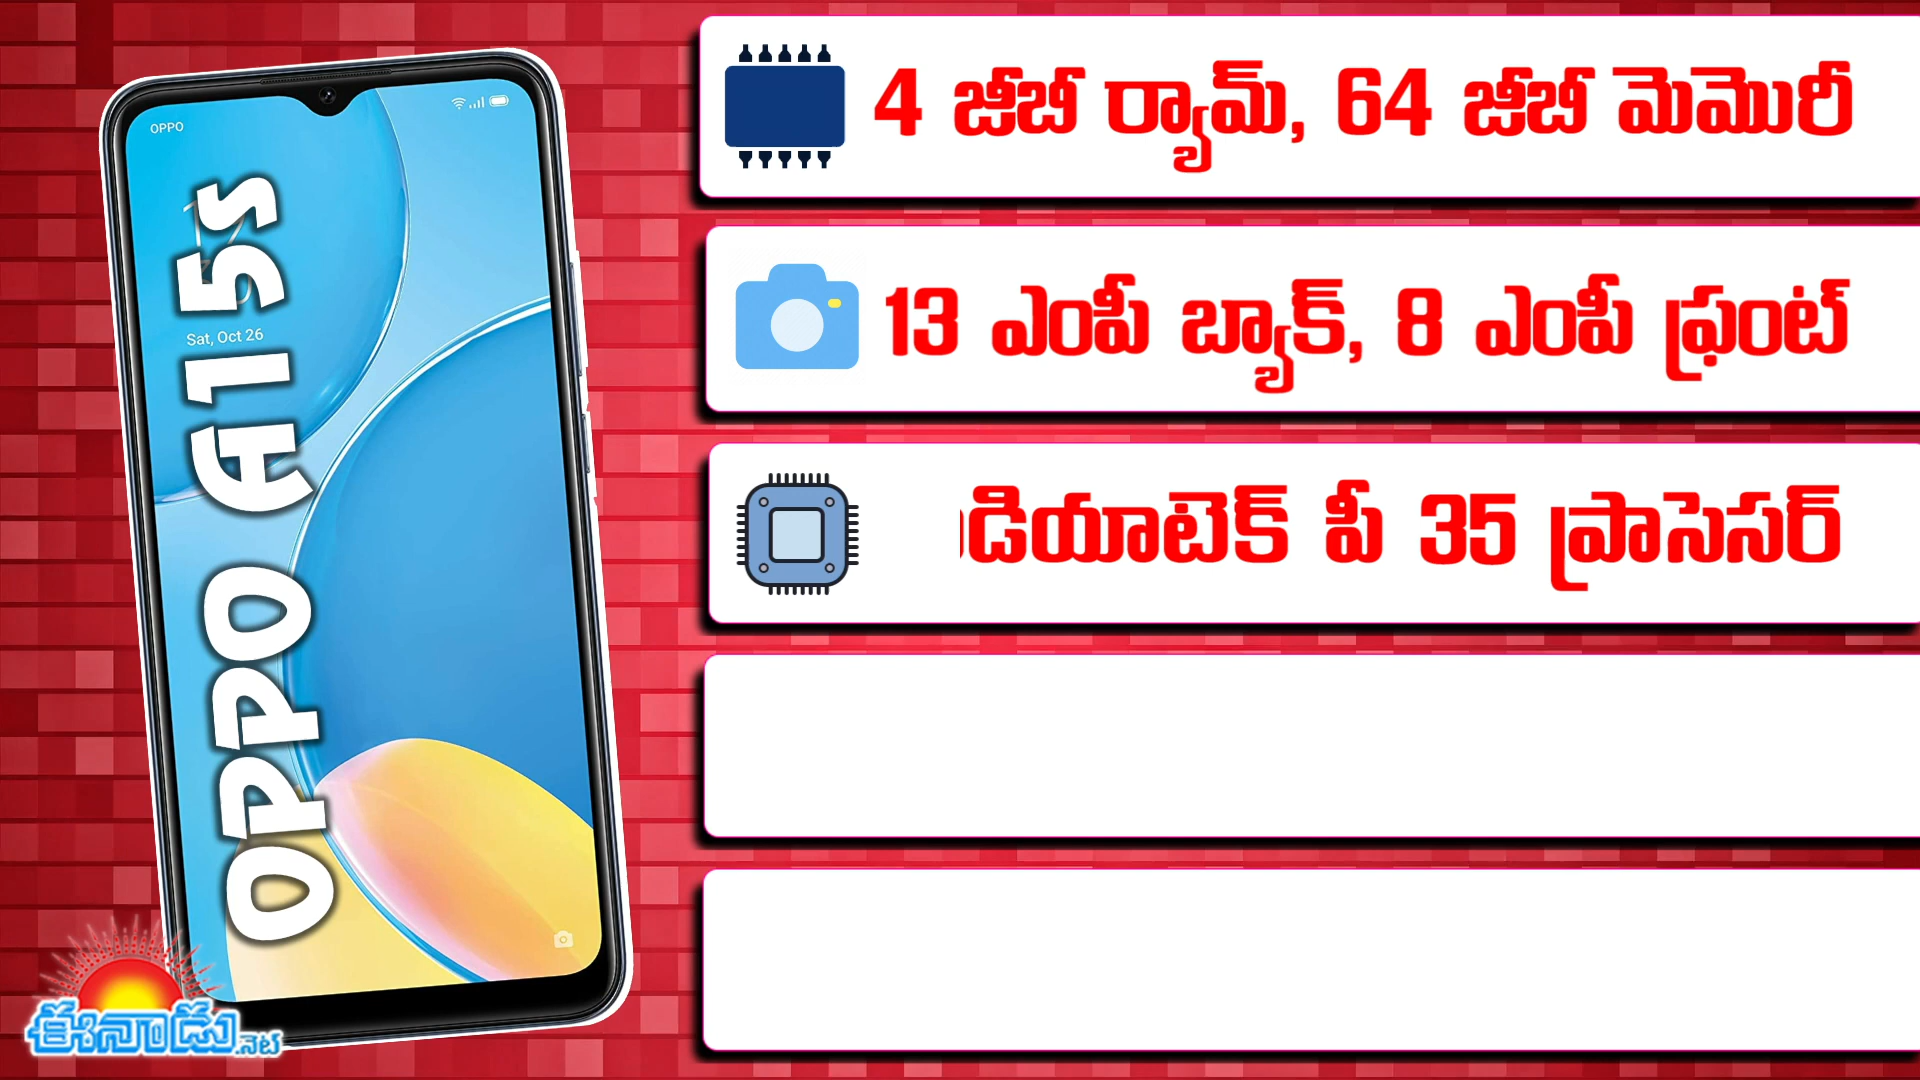 4 జీబీ ర్యామ్, 64 జీబీ మెమొరీ
13 ఎంపీ బ్యాక్, 8 ఎంపీ ఫ్రంట్
డియాటెక్ పీ 35 ప్రాసెసర్
OPPO A15s
OPPO
Sat, Oct 26
ఈనాడు.నెట్